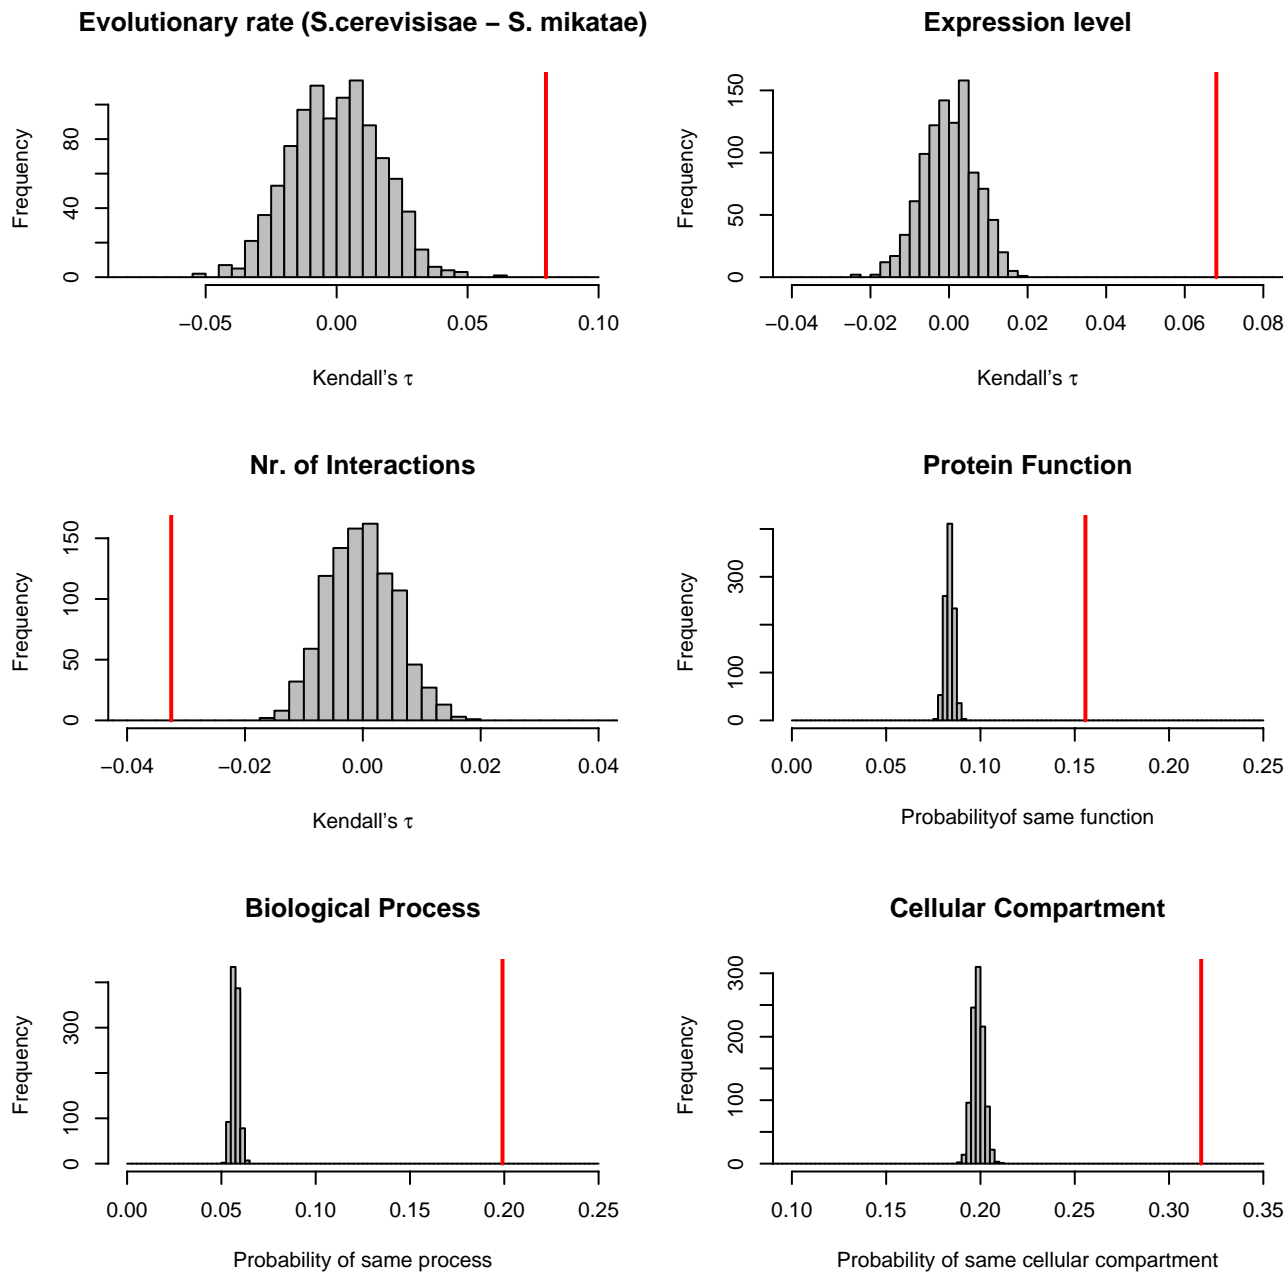 Evolutionary rate (S.cerevisisae – S. mikatae)
Frequency
0 40 80
−0.05 0.00 0.05 0.10
Kendall's τ
Expression level
Frequency
0 50 100 150
−0.04 −0.02 0.00 0.02 0.04 0.06 0.08
Kendall's τ
Nr. of Interactions
Frequency
0 50 100 150
−0.04 −0.02 0.00 0.02 0.04
Kendall's τ
Protein Function
Frequency
0 100 300
0.00 0.05 0.10 0.15 0.20 0.25
Probabilityof same function
Biological Process
Frequency
0 100 300
0.00 0.05 0.10 0.15 0.20 0.25
Probability of same process
Cellular Compartment
Frequency
0 100 200 300
0.10 0.15 0.20 0.25 0.30 0.35
Probability of same cellular compartment